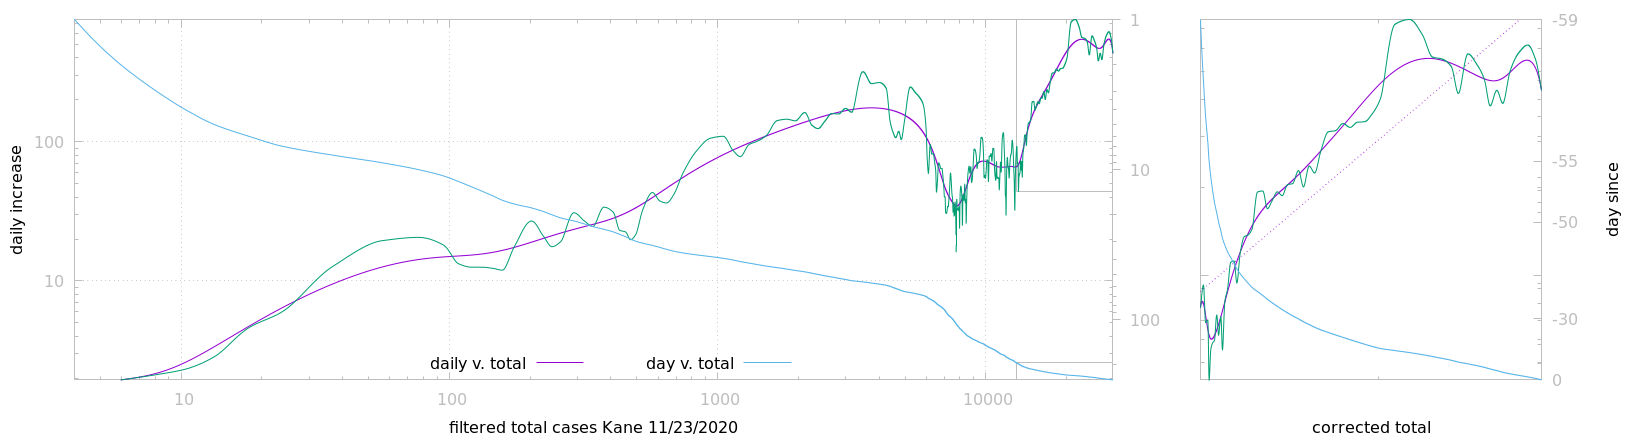 daily increase
100
10
10
100
1000
10000
1
10
100
daily v. total
day v. total
filtered total cases Kane 11/23/2020
-59
-55
-50
-30
0
day since
corrected total